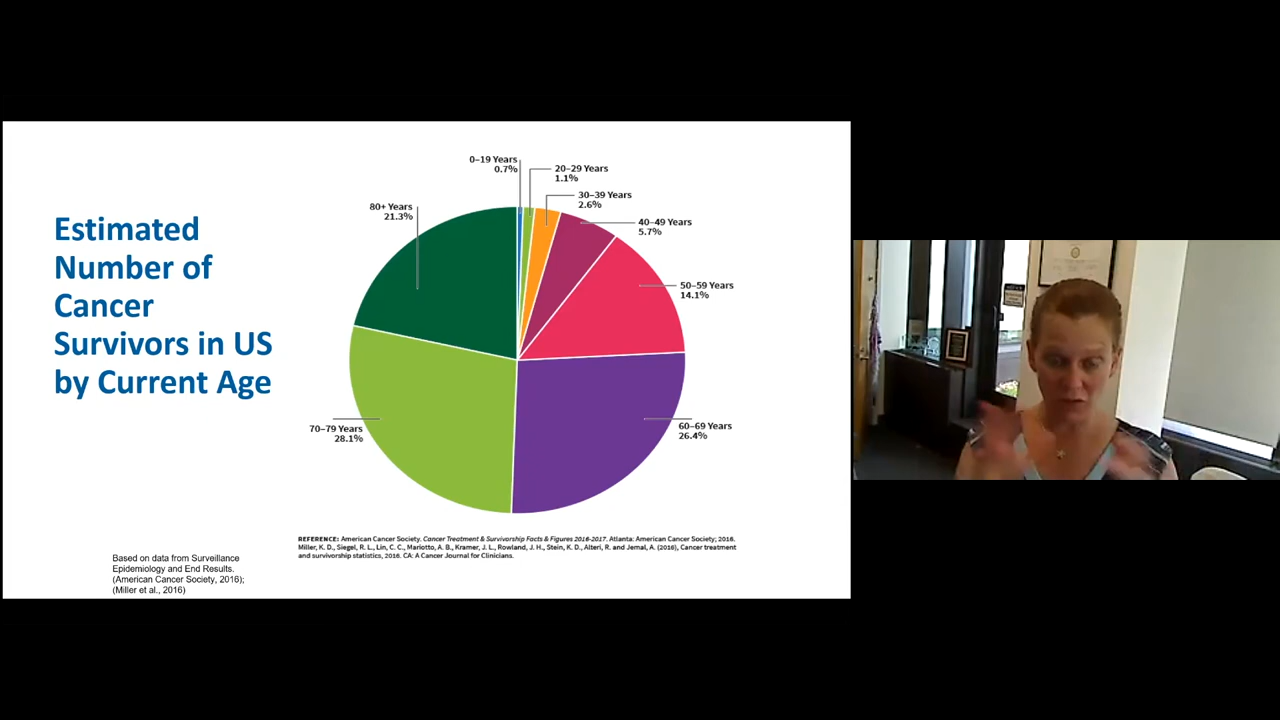 Estimated
Number of
Cancer
Survivors in US
by Current Age
0–19 Years
0.7%
20–29 Years
1.1%
30–39 Years
2.6%
40–49 Years
5.7%
50–59 Years
14.1%
60–69 Years
26.4%
70–79 Years
28.1%
80+ Years
21.3%
REFERENCE: American Cancer Society. Cancer Treatment & Survivorship Facts & Figures 2016-2017. Atlanta: American Cancer Society; 2016.
Miller, K. D., Siegel, R. L., Lin, C. C., Mariotto, A. B., Kramer, J. L., Rowland, J. H., Stein, K. D., Alteri, R. and Jemal, A. (2016), Cancer treatment
and survivorship statistics, 2016. CA: A Cancer Journal for Clinicians.
Based on data from Surveillance
Epidemiology and End Results.
(American Cancer Society, 2016);
(Miller et al., 2016)